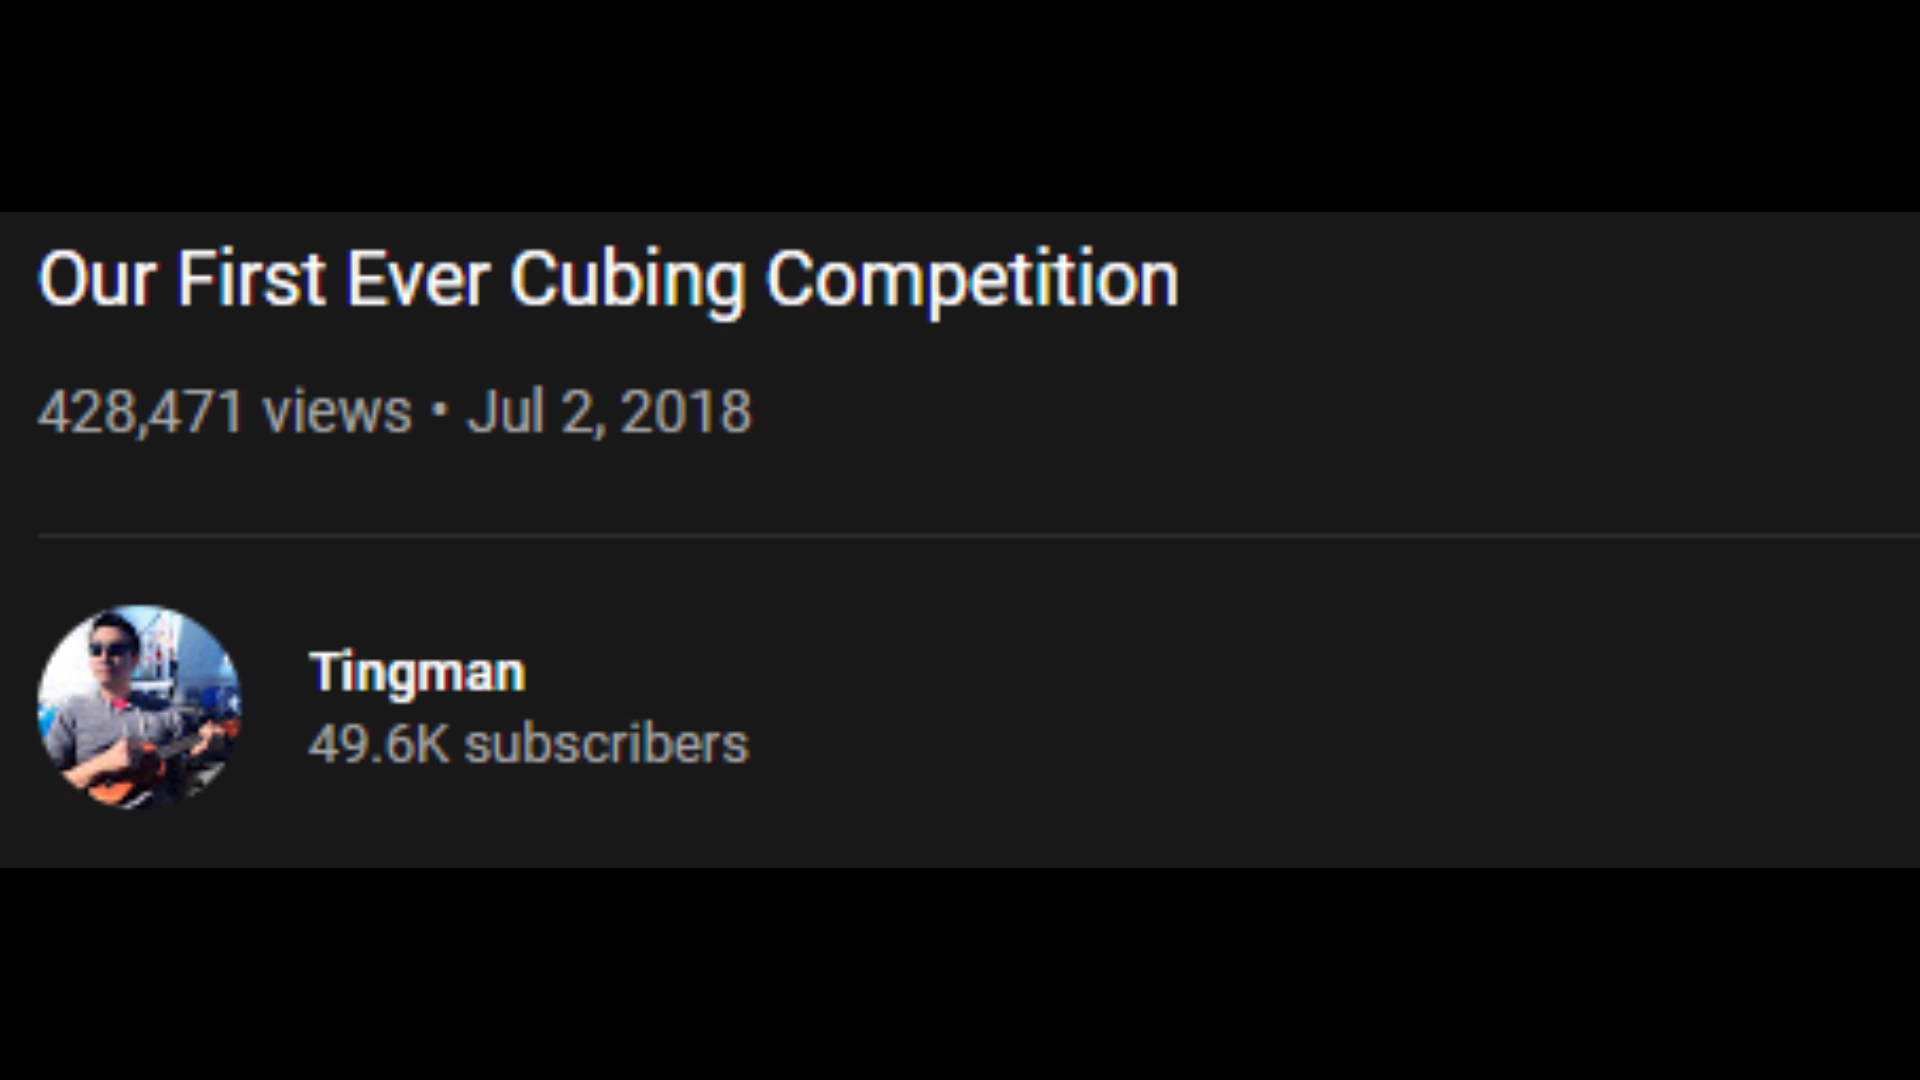 Our First Ever Cubing Competition
428,471 views • Jul 2, 2018
Tingman
49.6K subscribers